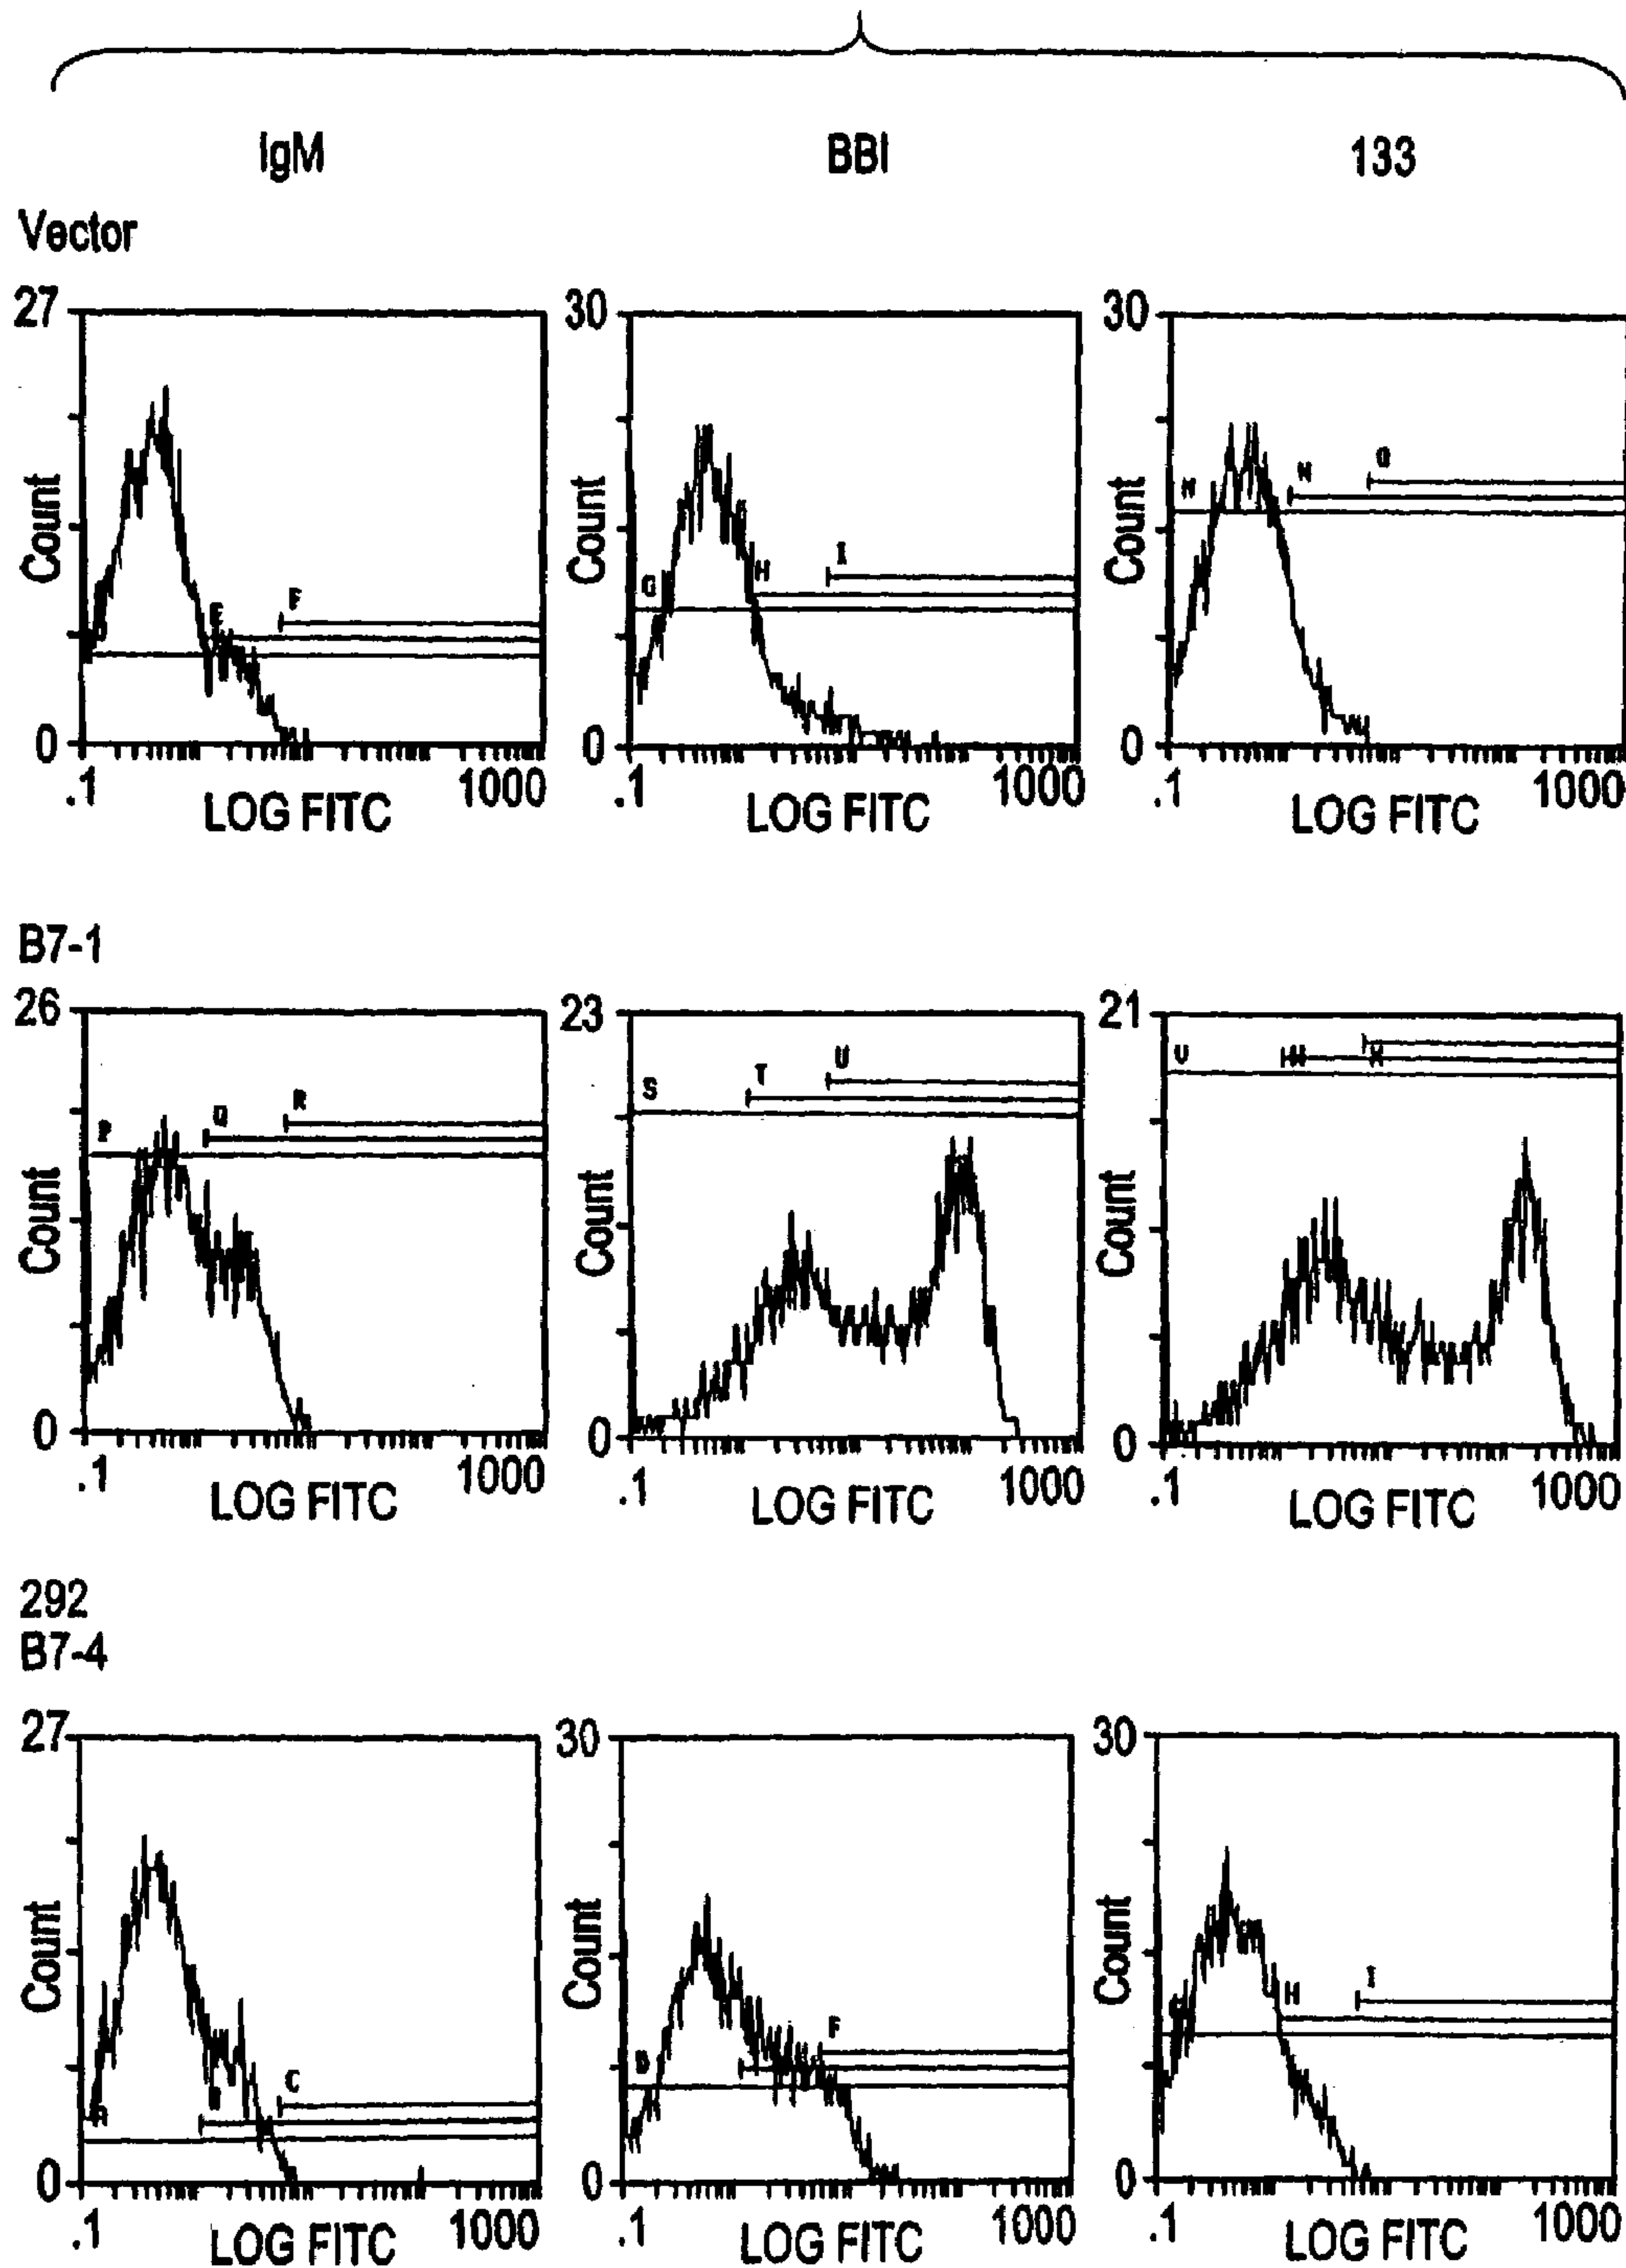 IgM BBI 133
Vector
27 30 30
Count Count Count
E F G H I N N O
0 0 0
.1 1000 .1 1000 .1 1000
LOG FITC LOG FITC LOG FITC
B7-1
26 23 21
P Q R S T U V
Count Count Count
0 0 0
.1 1000 .1 1000 .1 1000
LOG FITC LOG FITC LOG FITC
292
B7-4
27 30 30
Count Count Count
C F H I
0 0 0
.1 1000 .1 1000 .1 1000
LOG FITC LOG FITC LOG FITC